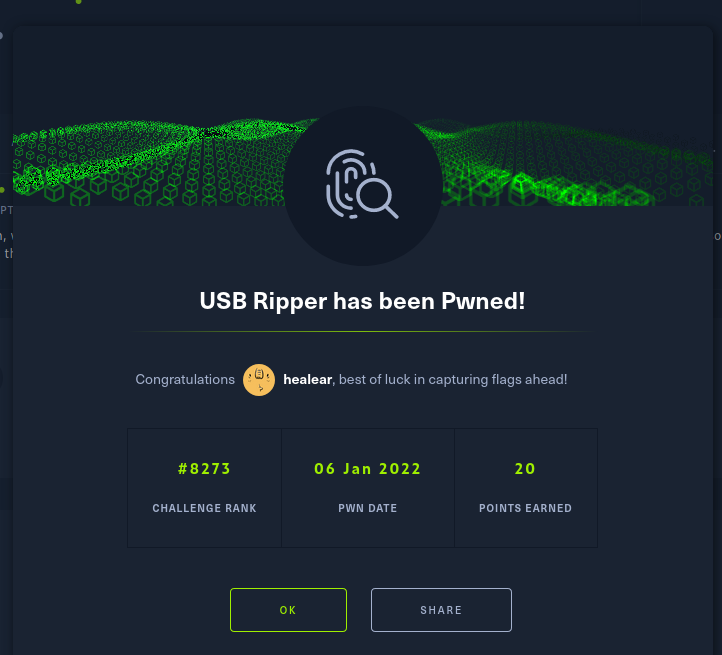 USB Ripper has been Pwned!
Congratulations healear, best of luck in capturing flags ahead!
#8273
CHALLENGE RANK
06 Jan 2022
PWN DATE
20
POINTS EARNED
OK
SHARE